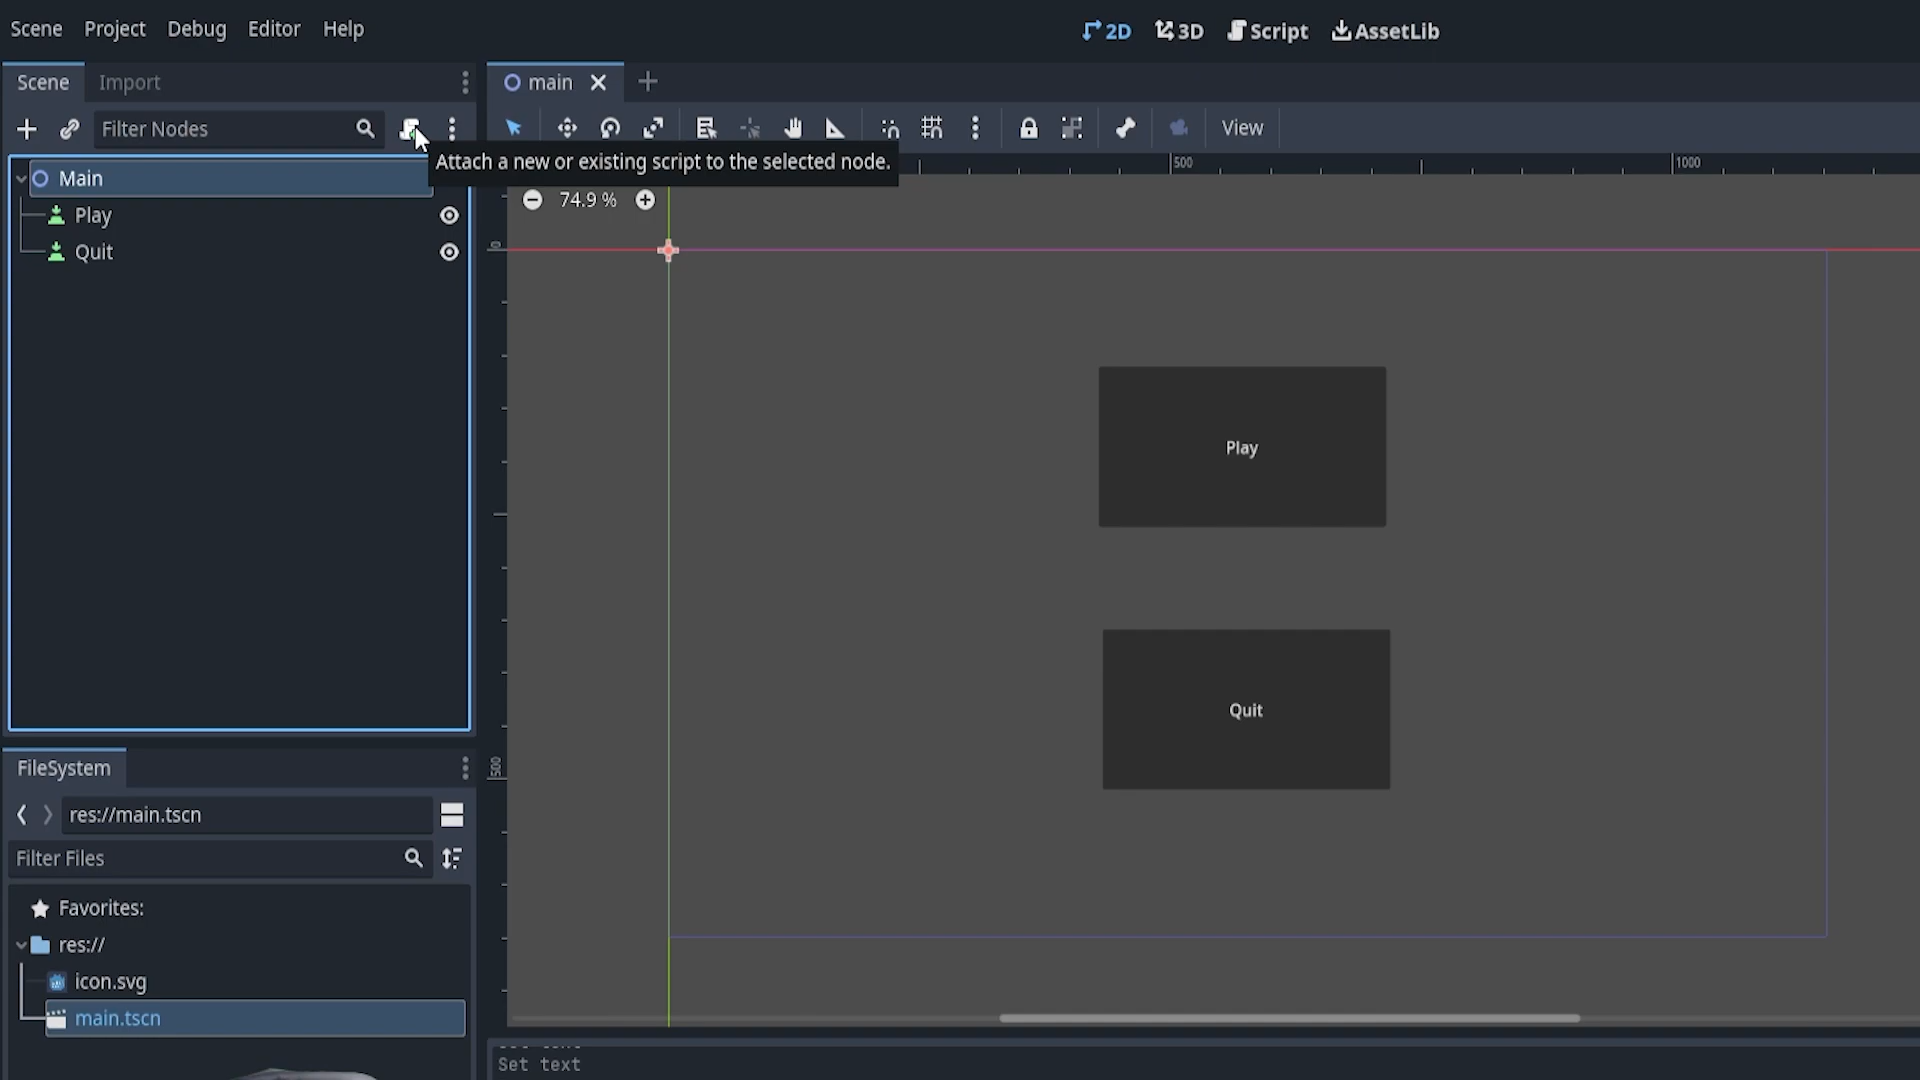 Scene Project Debug Editor Help
2D 3D Script AssetLib
Scene Import
main
Filter Nodes
View
Attach a new or existing script to the selected node.
500
1000
Main
74.9 %
Play
Quit
0
Play
Quit
500
FileSystem
res://main.tscn
Filter Files
Favorites:
res://
icon.svg
main.tscn
Set text